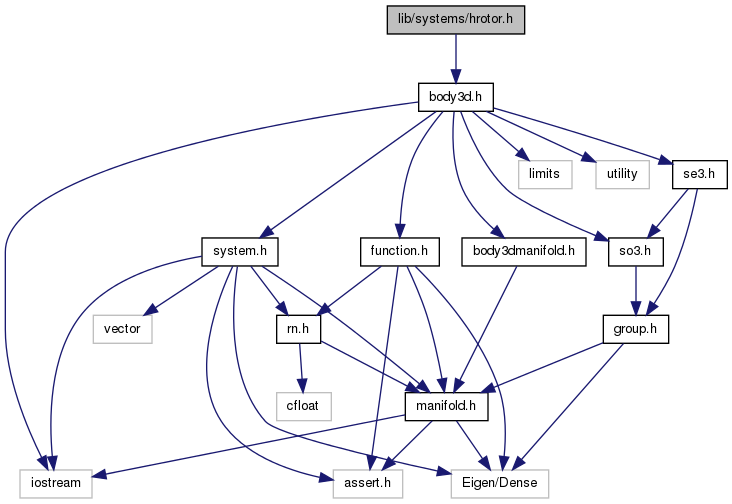 lib/systems/hrotor.h
body3d.h
limits
utility
se3.h
system.h
function.h
body3dmanifold.h
so3.h
vector
rn.h
group.h
cfloat
manifold.h
iostream
assert.h
Eigen/Dense